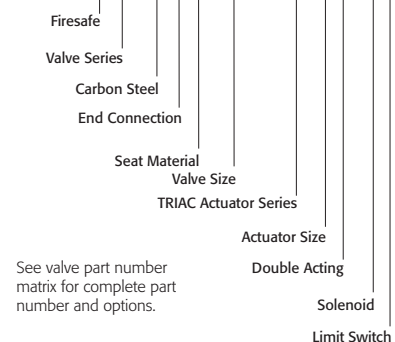 Firesafe
Valve Series
Carbon Steel
End Connection
Seat Material
Valve Size
TRIAC Actuator Series
Actuator Size
Double Acting
Solenoid
Limit Switch
See valve part number
matrix for complete part
number and options.